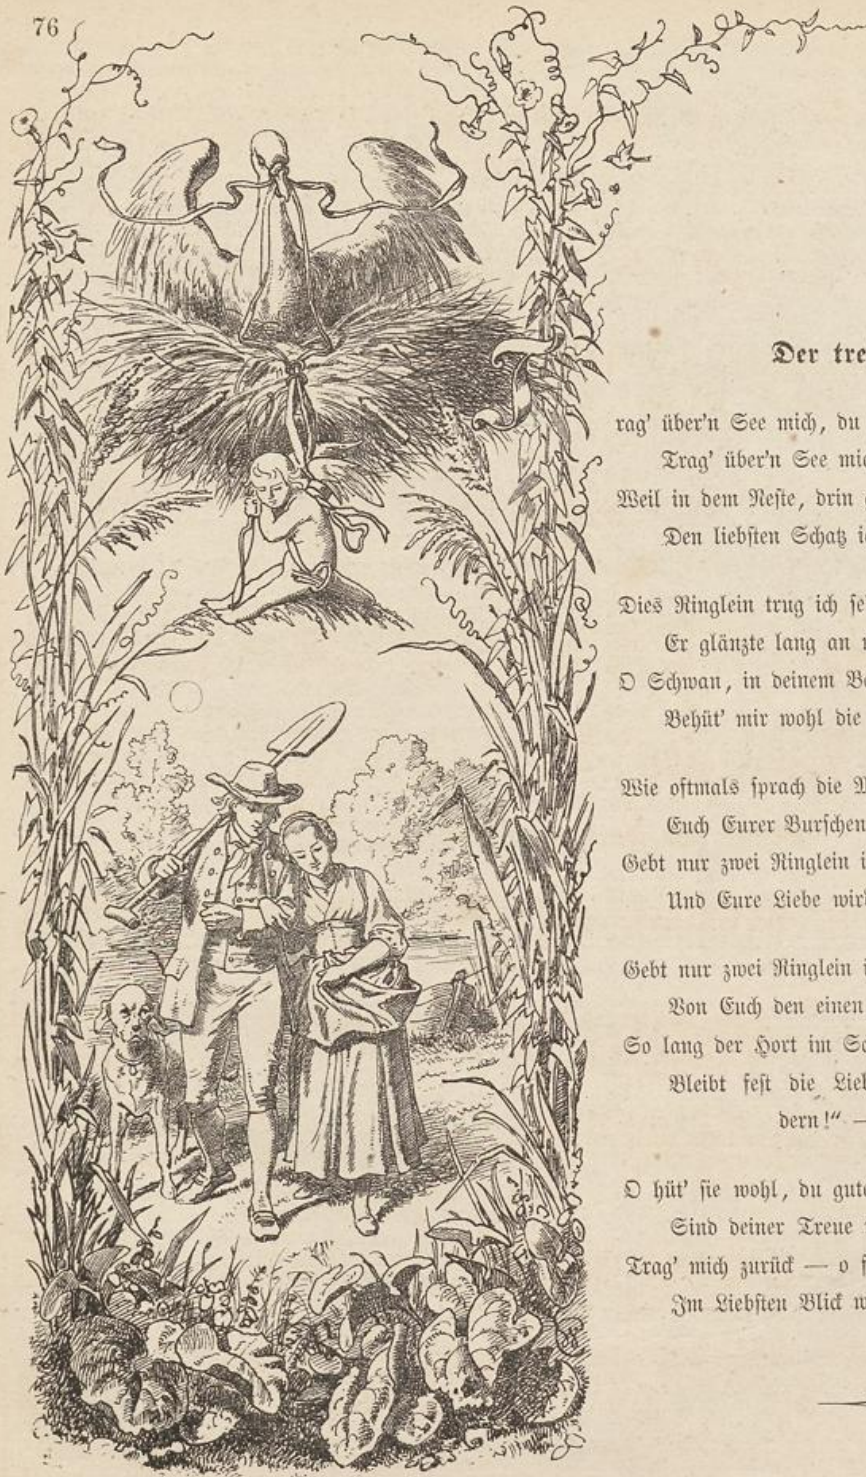 76
Der tre
rag' über'n See mich, du
Trag' über'n See mi
Weil in dem Neste, drin
Den liebsten Schatz i
Dies Ringlein trug ich se
Er glänzte lang an
O Schwan, in deinem
Behüt' mir wohl die
Wie oftmals sprach die
Euch Eurer Burschen
Gebt nur zwei Ringlein i
Und Eure Liebe wir
Gebt nur zwei Ringlein i
Von Euch den einen
So lang der Hort im Sc
Bleibt fest die Lieb
dern!“ —
O hüt' sie wohl, du gute
Sind deiner Treue
Trag' mich zurück — o f
Im Liebsten Blick w